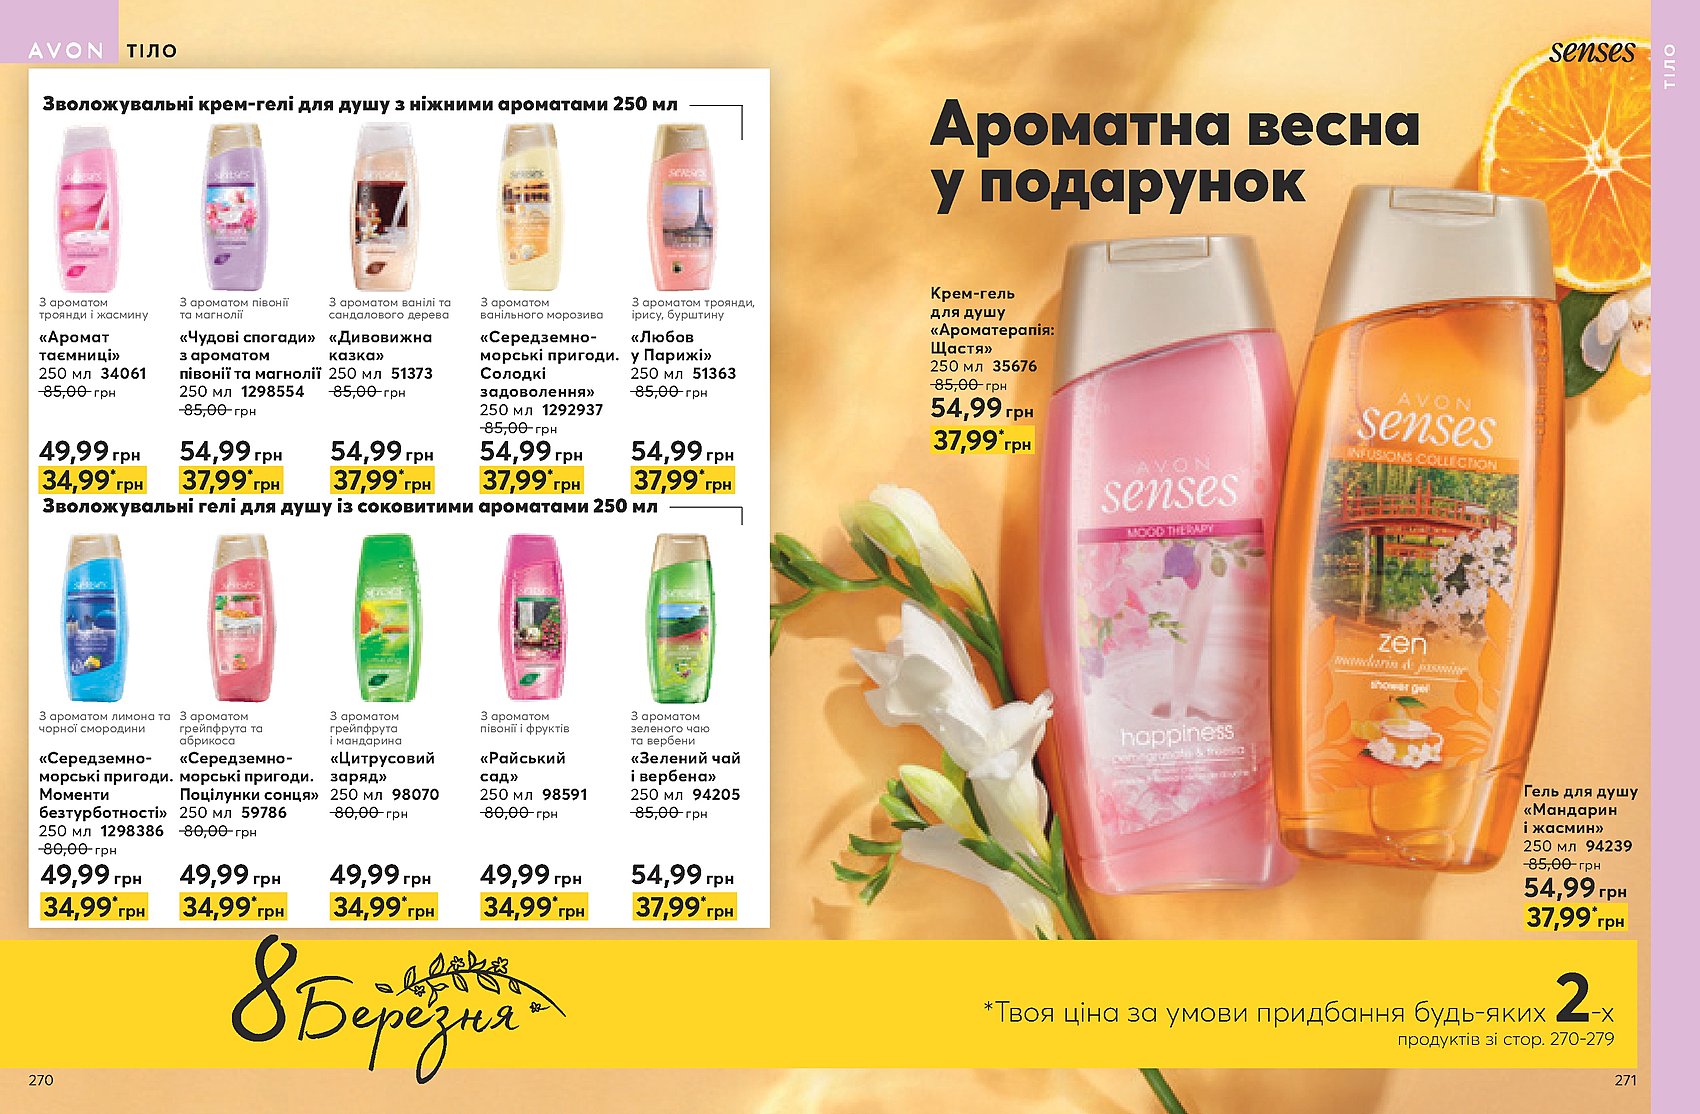 AVON ТІЛО
Зволожувальні крем-гелі для душу з ніжними ароматами 250 мл
З ароматом
троянди і жасмину
«Аромат
таємниці»
250 мл 34061
85,00 грн
49,99 грн
34,99* грн
З ароматом півонії
та магнолії
«Чудові спогади»
з ароматом
півонії та магнолії
250 мл 1298554
85,00 грн
54,99 грн
37,99* грн
З ароматом ванілі та
сандалового дерева
«Дивовижна
казка»
250 мл 51373
85,00 грн
54,99 грн
37,99* грн
З ароматом
ванільного морозива
«Середземно-
морські пригоди.
Солодкі
задоволення»
250 мл 1292937
85,00 грн
54,99 грн
37,99* грн
З ароматом троянди,
ірису, бурштину
«Любов
у Парижі»
250 мл 51363
85,00 грн
54,99 грн
37,99* грн
Зволожувальні гелі для душу із соковитими ароматами 250 мл
З ароматом лимона та
чорної смородини
«Середземно-
морські пригоди.
Моменти
безтурботності»
250 мл 1298386
80,00 грн
49,99 грн
34,99* грн
З ароматом
грейпфрута та
абрикоса
«Середземно-
морські пригоди.
Поцілунки сонця»
250 мл 59786
80,00 грн
49,99 грн
34,99* грн
З ароматом
грейпфрута
і мандарина
«Цитрусовий
заряд»
250 мл 98070
80,00 грн
49,99 грн
34,99* грн
З ароматом
півонії і фруктів
«Райський
сад»
250 мл 98591
80,00 грн
49,99 грн
34,99* грн
З ароматом
зеленого чаю
та вербени
«Зелений чай
і вербена»
250 мл 94205
85,00 грн
54,99 грн
37,99* грн
senses
ТІЛО
Ароматна весна
у подарунок
Крем-гель
для душу
«Ароматерапія:
Щастя»
250 мл 35676
85,00 грн
54,99 грн
37,99* грн
AVON
senses
MOOD THERAPY
happiness
pomegranate & freesia
AVON
senses
INFUSIONS COLLECTION
zen
mandarin & jasmine
shower gel
Гель для душу
«Мандарин
і жасмин»
250 мл 94239
85,00 грн
54,99 грн
37,99* грн
8 Березня
*Твоя ціна за умови придбання будь-яких 2-х
продуктів зі стор. 270-279
270
271